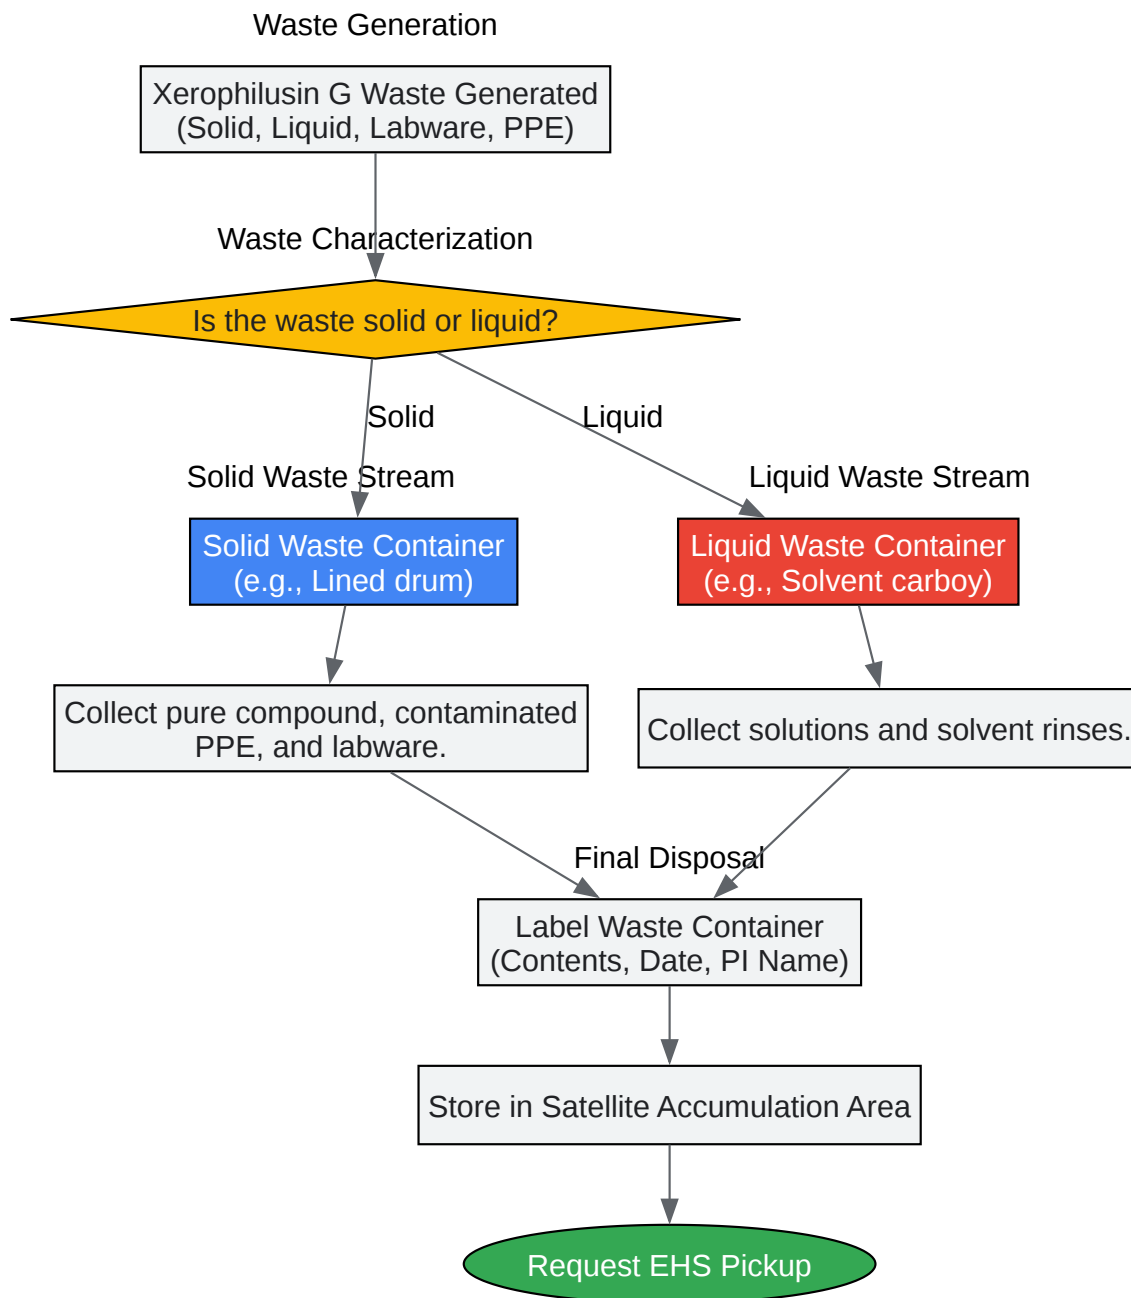 Waste Generation
Xerophilusin G Waste Generated
(Solid, Liquid, Labware, PPE)
Waste Characterization
Is the waste solid or liquid?
Solid
Liquid
Solid Waste Stream
Liquid Waste Stream
Solid Waste Container
(e.g., Lined drum)
Liquid Waste Container
(e.g., Solvent carboy)
Collect pure compound, contaminated
PPE, and labware.
Collect solutions and solvent rinses.
Final Disposal
Label Waste Container
(Contents, Date, PI Name)
Store in Satellite Accumulation Area
Request EHS Pickup